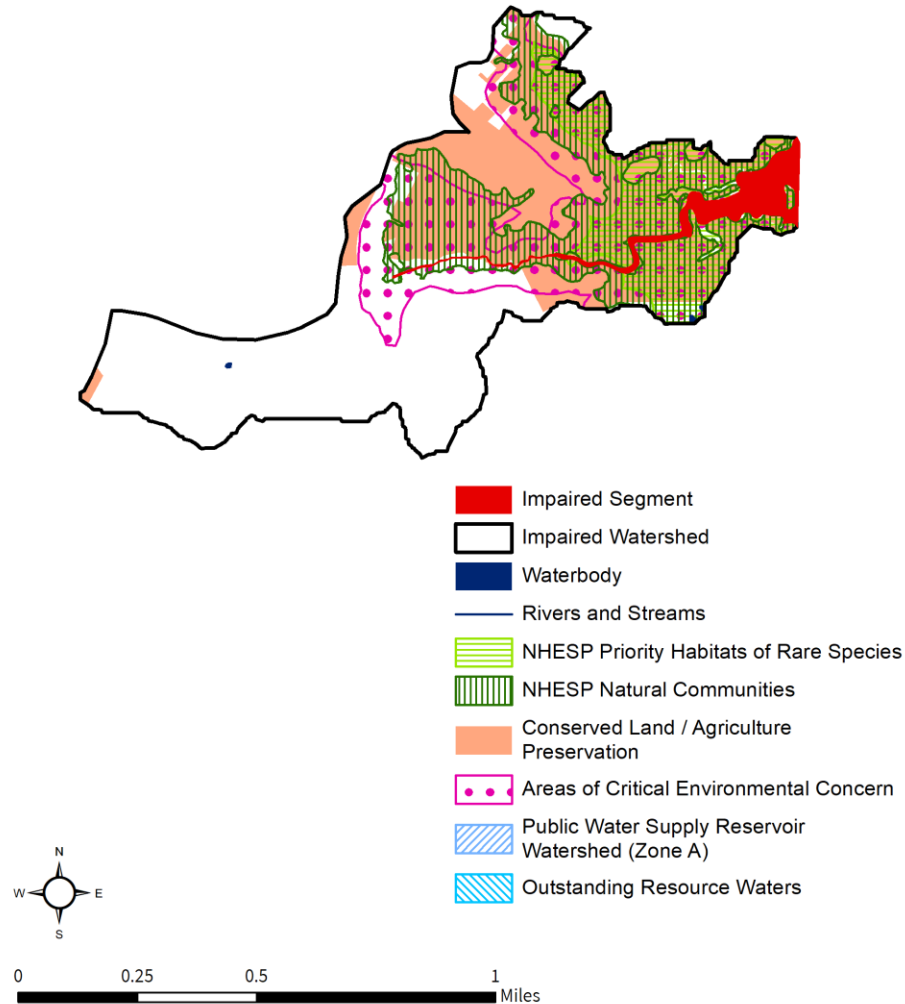 Impaired Segment
Impaired Watershed
Waterbody
Rivers and Streams
NHESP Priority Habitats of Rare Species
NHESP Natural Communities
Conserved Land / Agriculture
Preservation
Areas of Critical Environmental Concern
Public Water Supply Reservoir
Watershed (Zone A)
Outstanding Resource Waters
N
W E
S
0 0.25 0.5 1
Miles